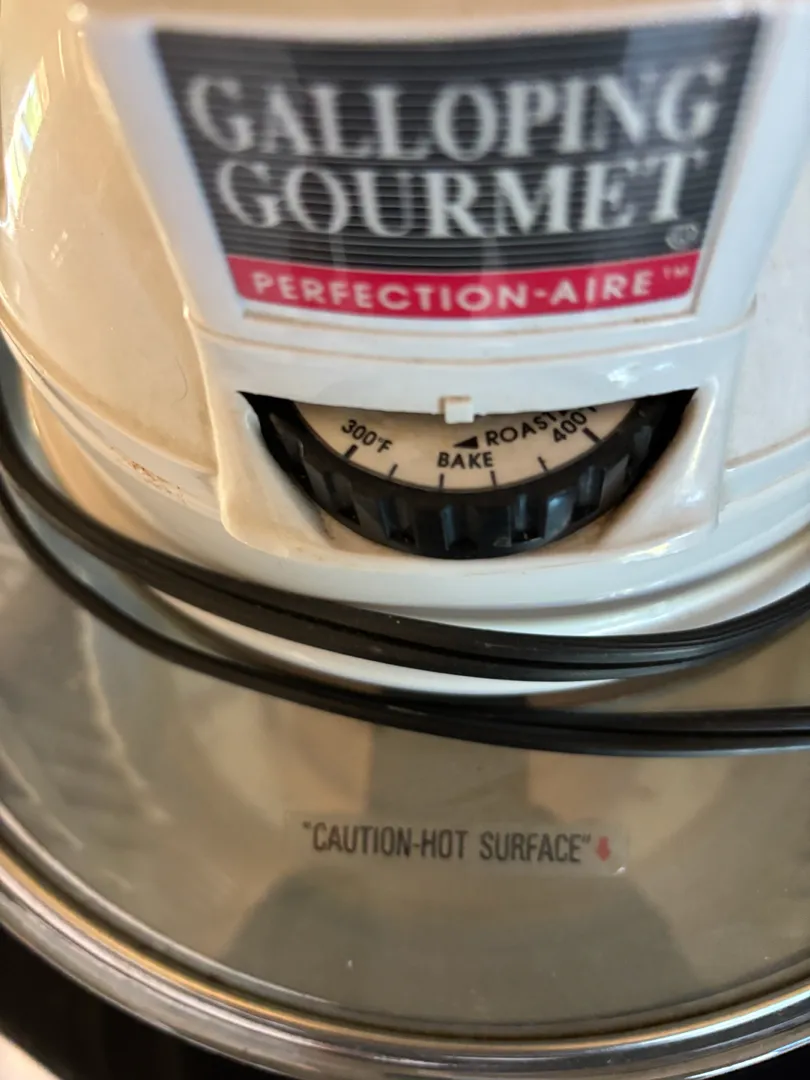 GALLOPING
GOURMET®
PERFECTION-AIRE™
300°F
◄ ROAST
400°
BAKE
"CAUTION-HOT SURFACE"